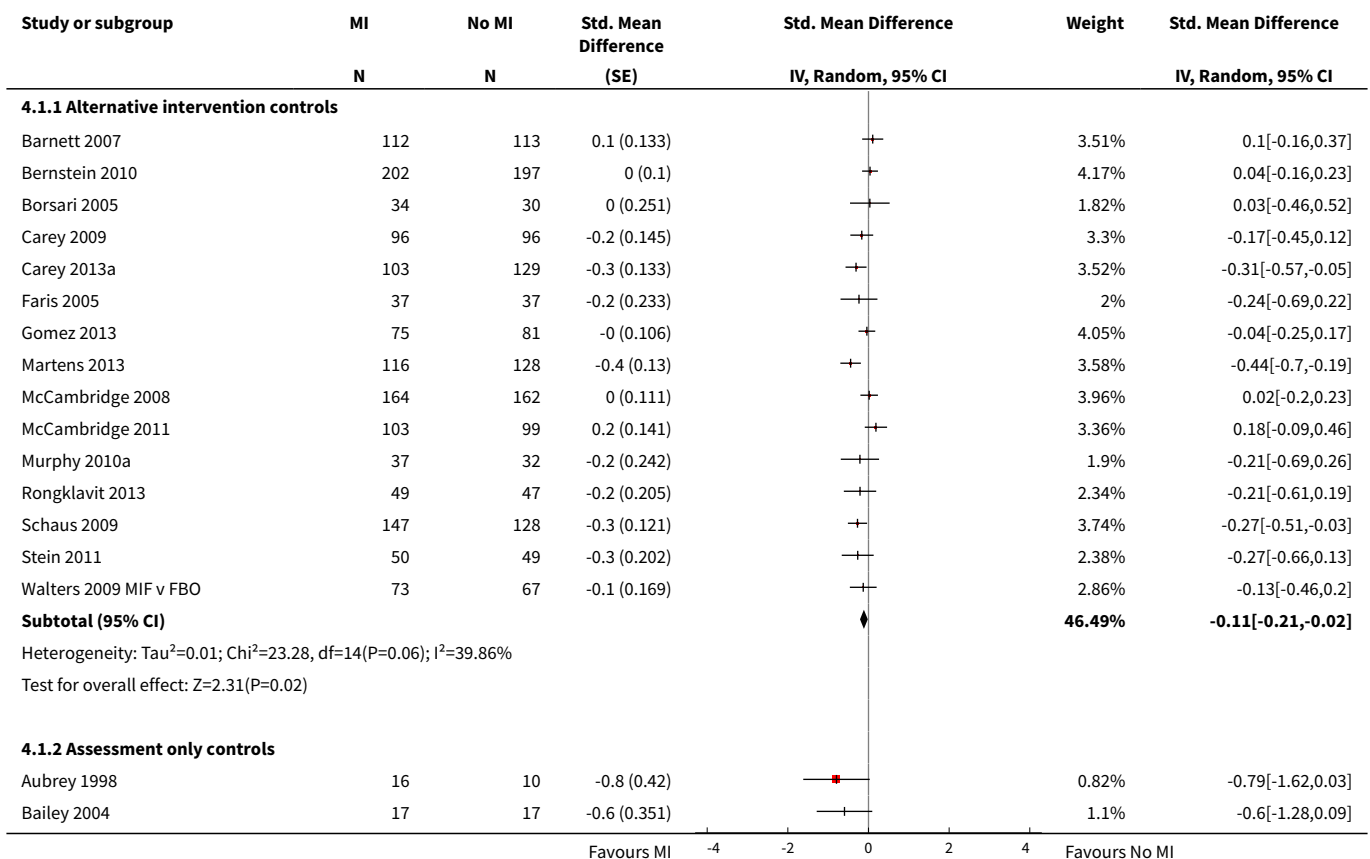 Study or subgroup MI No MI Std. Mean Difference Std. Mean Difference Weight Std. Mean Difference
N N (SE) IV, Random, 95% CI IV, Random, 95% CI
4.1.1 Alternative intervention controls
Barnett 2007 112 113 0.1 (0.133) 3.51% 0.1[-0.16,0.37]
Bernstein 2010 202 197 0 (0.1) 4.17% 0.04[-0.16,0.23]
Borsari 2005 34 30 0 (0.251) 1.82% 0.03[-0.46,0.52]
Carey 2009 96 96 -0.2 (0.145) 3.3% -0.17[-0.45,0.12]
Carey 2013a 103 129 -0.3 (0.133) 3.52% -0.31[-0.57,-0.05]
Faris 2005 37 37 -0.2 (0.233) 2% -0.24[-0.69,0.22]
Gomez 2013 75 81 -0 (0.106) 4.05% -0.04[-0.25,0.17]
Martens 2013 116 128 -0.4 (0.13) 3.58% -0.44[-0.7,-0.19]
McCambridge 2008 164 162 0 (0.111) 3.96% 0.02[-0.2,0.23]
McCambridge 2011 103 99 0.2 (0.141) 3.36% 0.18[-0.09,0.46]
Murphy 2010a 37 32 -0.2 (0.242) 1.9% -0.21[-0.69,0.26]
Rongklavit 2013 49 47 -0.2 (0.205) 2.34% -0.21[-0.61,0.19]
Schaus 2009 147 128 -0.3 (0.121) 3.74% -0.27[-0.51,-0.03]
Stein 2011 50 49 -0.3 (0.202) 2.38% -0.27[-0.66,0.13]
Walters 2009 MIF v FBO 73 67 -0.1 (0.169) 2.86% -0.13[-0.46,0.2]
Subtotal (95% CI) 46.49% -0.11[-0.21,-0.02]
Heterogeneity: Tau²=0.01; Chi²=23.28, df=14(P=0.06); I²=39.86%
Test for overall effect: Z=2.31(P=0.02)
4.1.2 Assessment only controls
Aubrey 1998 16 10 -0.8 (0.42) 0.82% -0.79[-1.62,0.03]
Bailey 2004 17 17 -0.6 (0.351) 1.1% -0.6[-1.28,0.09]
Favours MI -4 -2 0 2 4 Favours No MI